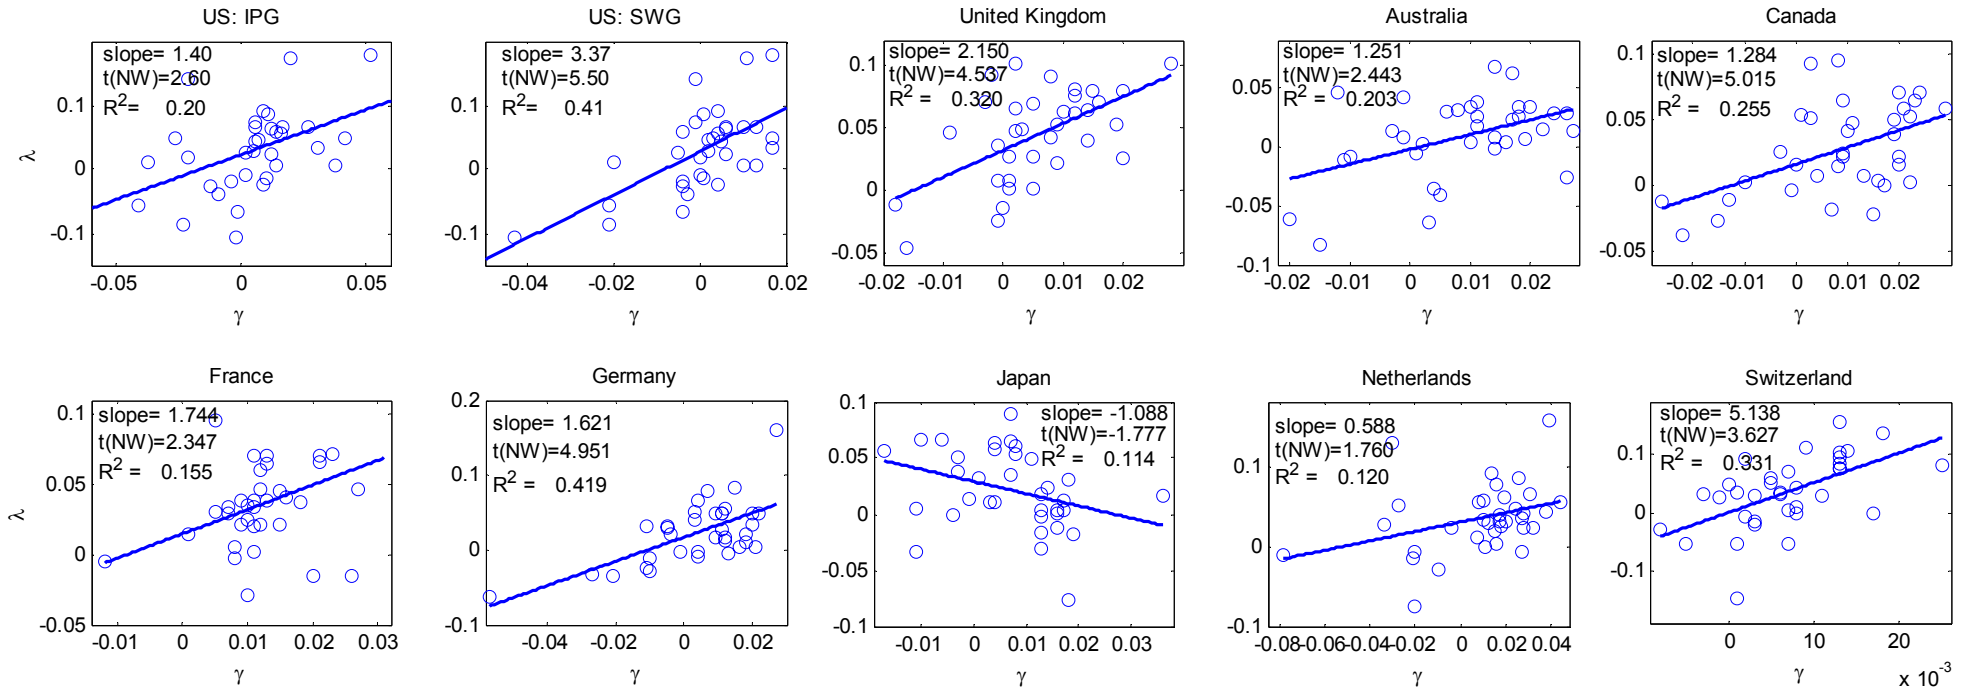 US: IPG
slope= 1.40
t(NW)=2.60
R2= 0.20
0.1
0
-0.1
λ
-0.05 0 0.05
γ
US: SWG
slope= 3.37
t(NW)=5.50
R2= 0.41
0.1
0
-0.1
-0.04 -0.02 0 0.02
γ
United Kingdom
slope= 2.150
t(NW)=4.537
R2 = 0.320
0.1
0.05
0
-0.05
-0.02 -0.01 0 0.01 0.02
γ
Australia
slope= 1.251
t(NW)=2.443
R2 = 0.203
0.05
0
-0.05
-0.1
-0.02 -0.01 0 0.01 0.02
γ
Canada
slope= 1.284
t(NW)=5.015
R2 = 0.255
0.1
0.05
0
-0.05
-0.02 -0.01 0 0.01 0.02
γ
France
slope= 1.744
t(NW)=2.347
R2 = 0.155
0.1
0.05
0
-0.05
λ
-0.01 0 0.01 0.02 0.03
γ
Germany
slope= 1.621
t(NW)=4.951
R2 = 0.419
0.2
0.1
0
-0.1
-0.04 -0.02 0 0.02
γ
Japan
slope= -1.088
t(NW)=-1.777
R2 = 0.114
0.1
0.05
0
-0.05
-0.1
-0.01 0 0.01 0.02 0.03
γ
Netherlands
slope= 0.588
t(NW)=1.760
R2 = 0.120
0.1
0
-0.1
-0.08-0.06-0.04-0.02 0 0.02 0.04
γ
Switzerland
slope= 5.138
t(NW)=3.627
R2 = 0.331
0.1
0
-0.1
0 10 20
γ
x 10-3